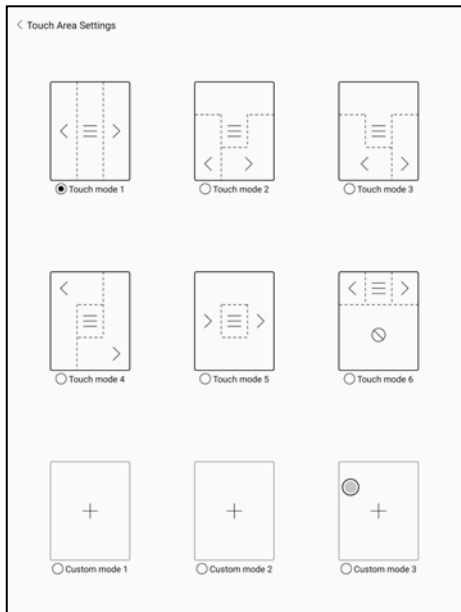 Touch Area Settings
Touch mode 1
Touch mode 2
Touch mode 3
Touch mode 4
Touch mode 5
Touch mode 6
Custom mode 1
Custom mode 2
Custom mode 3